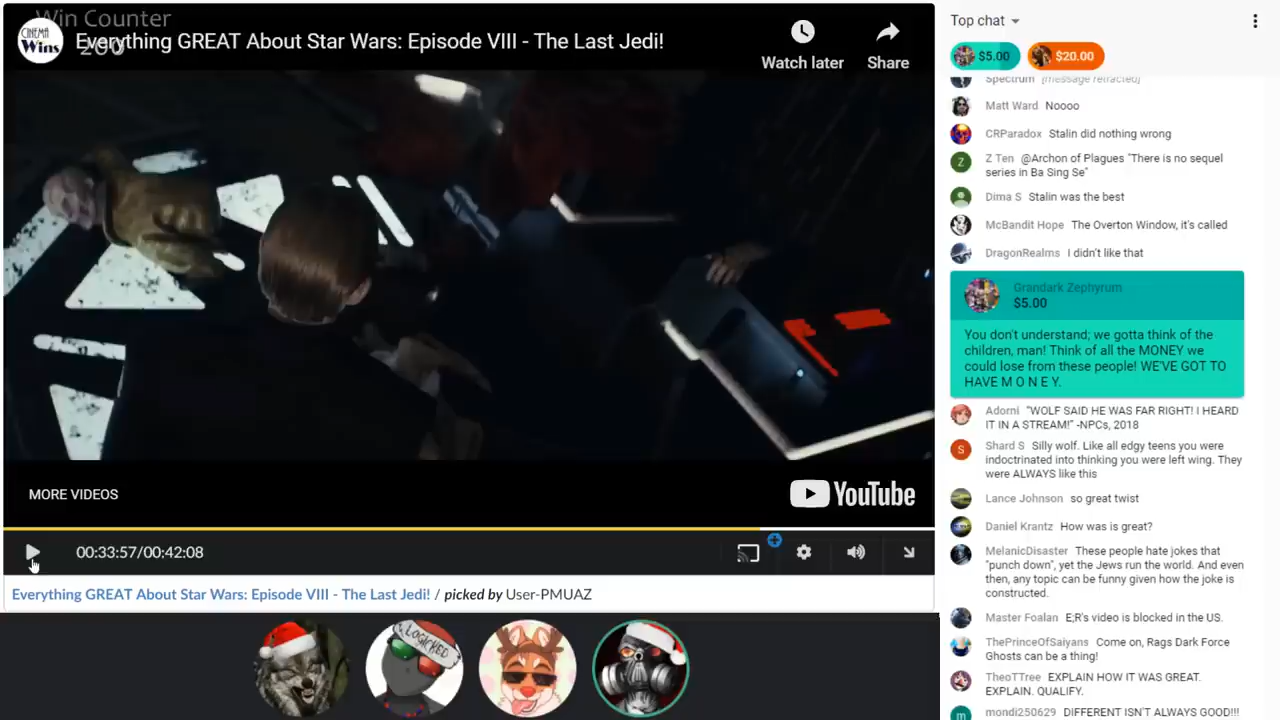 Win Counter
200
CINEMA
Wins
Everything GREAT About Star Wars: Episode VIII - The Last Jedi!
Watch later
Share
MORE VIDEOS
YouTube
00:33:57/00:42:08
Everything GREAT About Star Wars: Episode VIII - The Last Jedi! / picked by User-PMUAZ
LOGICKED
Top chat
$5.00
$20.00
Spectrum [message retracted]
Matt Ward Noooo
CRParadox Stalin did nothing wrong
Z Z Ten @Archon of Plagues "There is no sequel
series in Ba Sing Se"
Dima S Stalin was the best
McBandit Hope The Overton Window, it's called
DragonRealms I didn't like that
Grandark Zephyrum
$5.00
You don't understand; we gotta think of the
children, man! Think of all the MONEY we
could lose from these people! WE'VE GOT TO
HAVE M O N E Y.
Adorni "WOLF SAID HE WAS FAR RIGHT! I HEARD
IT IN A STREAM!" -NPCs, 2018
S Shard S Silly wolf. Like all edgy teens you were
indoctrinated into thinking you were left wing. They
were ALWAYS like this
Lance Johnson so great twist
Daniel Krantz How was is great?
MelanicDisaster These people hate jokes that
"punch down", yet the Jews run the world. And even
then, any topic can be funny given how the joke is
constructed.
Master Foalan E;R's video is blocked in the US.
ThePrinceOfSaiyans Come on, Rags Dark Force
Ghosts can be a thing!
TheoTTree EXPLAIN HOW IT WAS GREAT.
EXPLAIN. QUALIFY.
m mondi250629 DIFFERENT ISN'T ALWAYS GOOD!!!